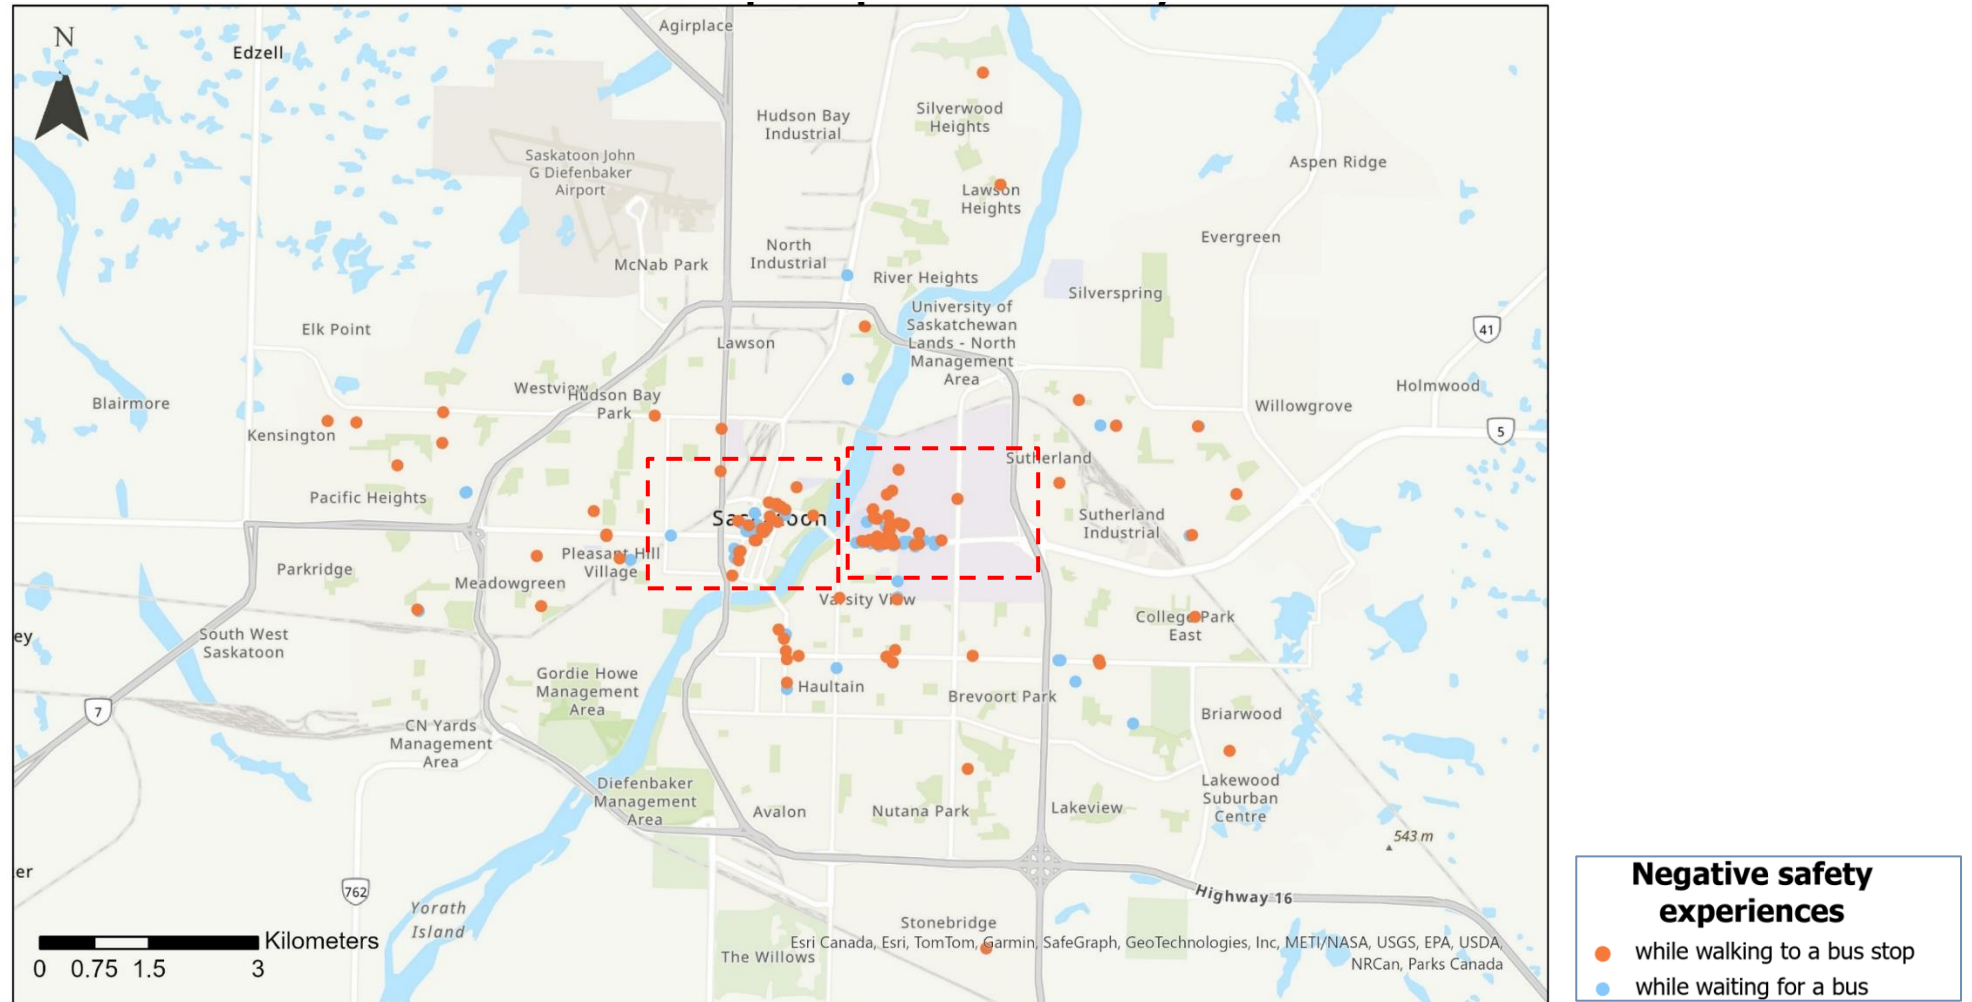 N
Agirplace
Edzell
Hudson Bay
Industrial
Silverwood
Heights
Saskatoon John
G Diefenbaker
Airport
Aspen Ridge
Lawson
Heights
Evergreen
North
Industrial
McNab Park
River Heights
Silverspring
University of
Saskatchewan
Lands - North
Management
Area
Elk Point
Lawson
41
Westview
Hudson Bay
Park
Holmwood
Blairmore
Willowgrove
Kensington
5
Sutherland
Pacific Heights
Saskatoon
Sutherland
Industrial
Pleasant Hill
Village
Parkridge
Meadowgreen
Varsity View
College Park
East
ey
South West
Saskatoon
Gordie Howe
Management
Area
Haultain
Brevoort Park
7
Briarwood
CN Yards
Management
Area
Diefenbaker
Management
Area
Avalon
Nutana Park
Lakeview
Lakewood
Suburban
Centre
543 m
er
762
Highway 16
Yorath
Island
Stonebridge
The Willows
Kilometers
0 0.75 1.5 3
Esri Canada, Esri, TomTom, Garmin, SafeGraph, GeoTechnologies, Inc, METI/NASA, USGS, EPA, USDA,
NRCan, Parks Canada
Negative safety
experiences
while walking to a bus stop
while waiting for a bus